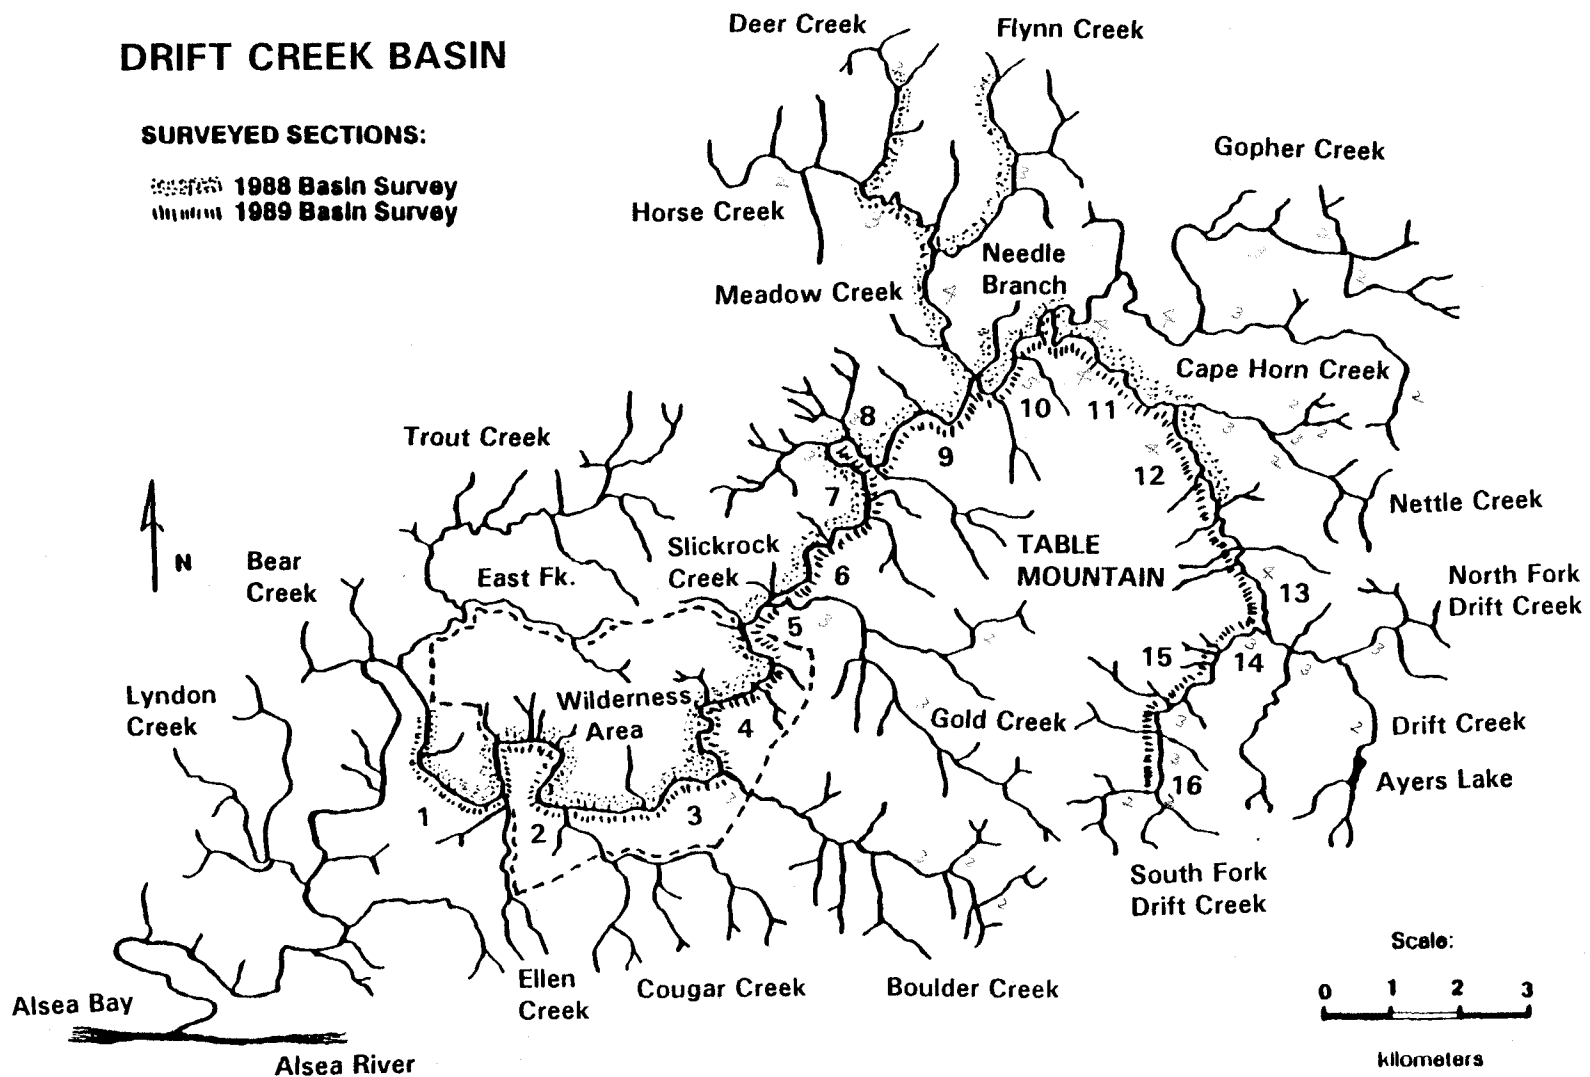 DRIFT CREEK BASIN
SURVEYED SECTIONS:
1988 Basin Survey
1989 Basin Survey
Deer Creek
Flynn Creek
Gopher Creek
Horse Creek
Needle
Branch
Meadow Creek
Cape Horn Creek
8
10
11
9
12
7
Trout Creek
Nettle Creek
N
Bear
Creek
Slickrock
Creek
East Fk.
6
TABLE
MOUNTAIN
13
North Fork
Drift Creek
5
15
14
Lyndon
Creek
Wilderness
Area
4
Gold Creek
Drift Creek
16
Ayers Lake
1
2
3
South Fork
Drift Creek
Scale:
0 1 2 3
kilometers
Ellen
Creek
Cougar Creek
Boulder Creek
Alsea Bay
Alsea River